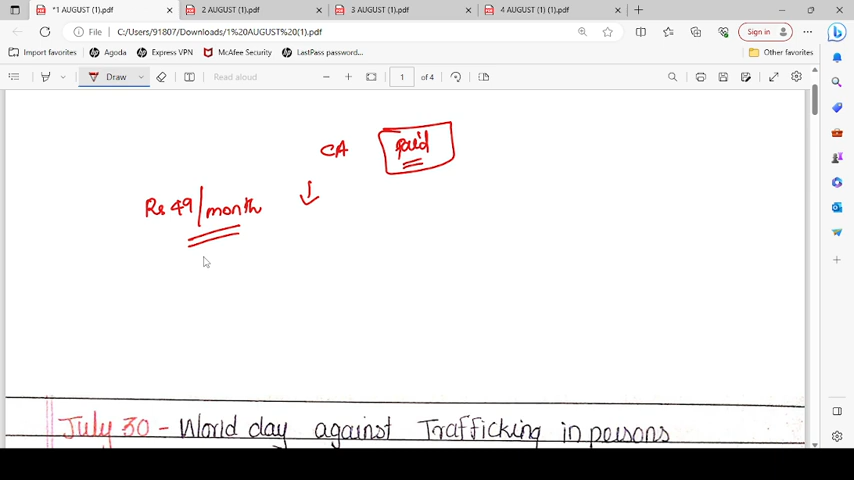 *1 AUGUST (1).pdf
2 AUGUST (1).pdf
3 AUGUST (1).pdf
4 AUGUST (1) (1).pdf
File C:/Users/91807/Downloads/1%20AUGUST%20(1).pdf
Sign in
Import favorites
Agoda
Express VPN
McAfee Security
LastPass password...
Other favorites
Draw
Read aloud
1 of 4
CA paid
Rs 49/month
July 30 - World day against Trafficking in persons